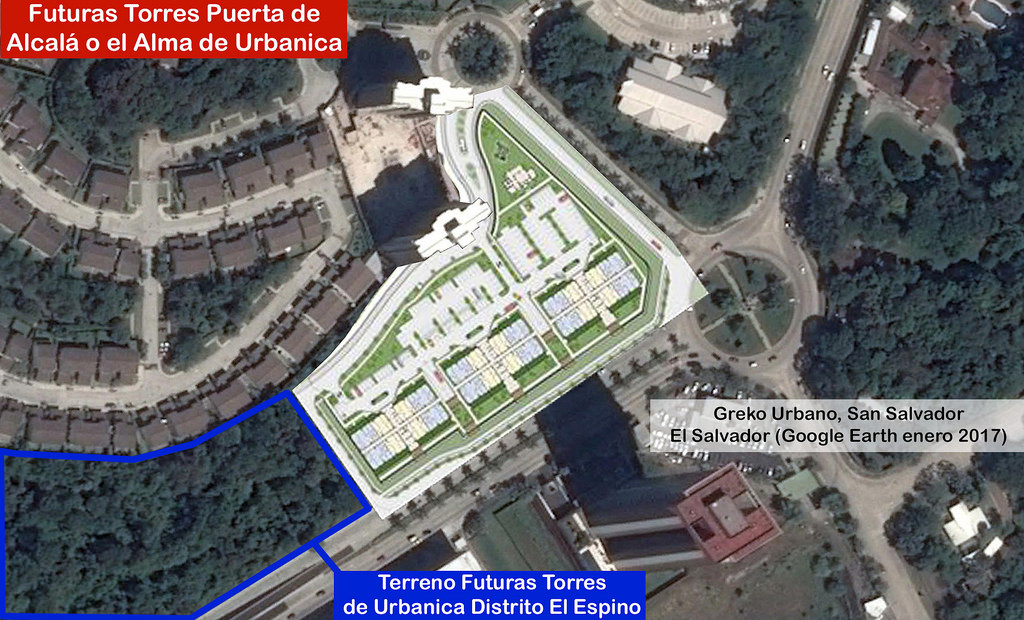 Futuras Torres Puerta de
Alcalá o el Alma de Urbanica
Greko Urbano, San Salvador
El Salvador (Google Earth enero 2017)
Terreno Futuras Torres
de Urbanica Distrito El Espino